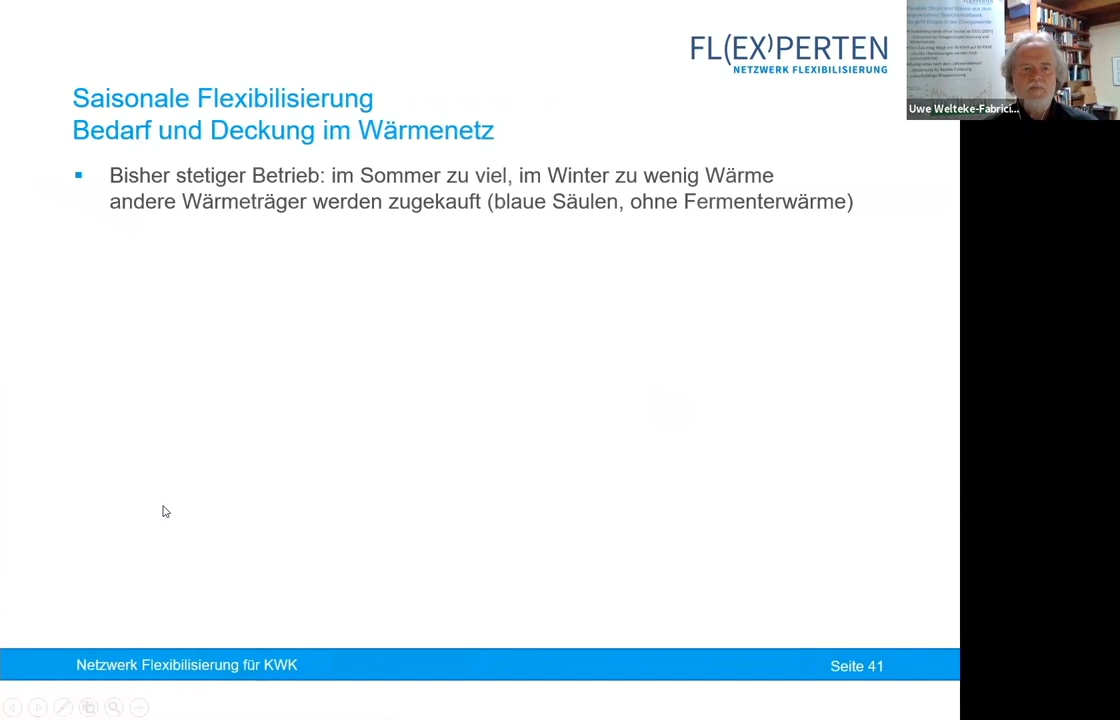 FL(EX)PERTEN
NETZWERK FLEXIBILISIERUNG
Saisonale Flexibilisierung
Bedarf und Deckung im Wärmenetz
▪ Bisher stetiger Betrieb: im Sommer zu viel, im Winter zu wenig Wärme
andere Wärmeträger werden zugekauft (blaue Säulen, ohne Fermenterwärme)
Netzwerk Flexibilisierung für KWK
Seite 41
Uwe Welteke-Fabrici...